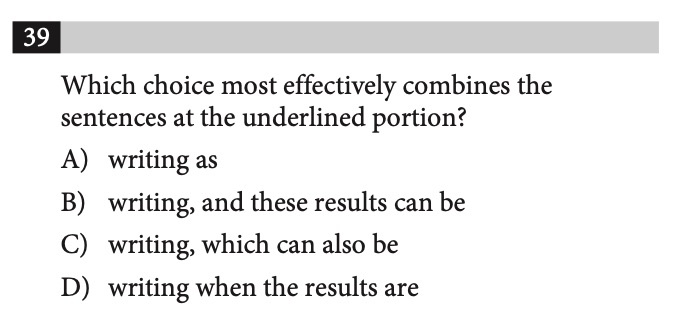 39
Which choice most effectively combines the
sentences at the underlined portion?
A) writing as
B) writing, and these results can be
C) writing, which can also be
D) writing when the results are